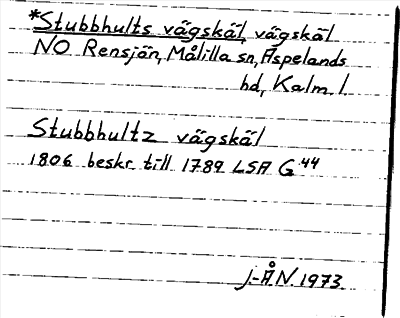 *Stubbhults vägskäl, vägskäl
NO Rensjön, Målilla sn, Aspelands
hd, Kalm. l.
Stubbhultz vägskäl
1806 beskr. till 1789 LSA G 44
J.-Å N. 1973